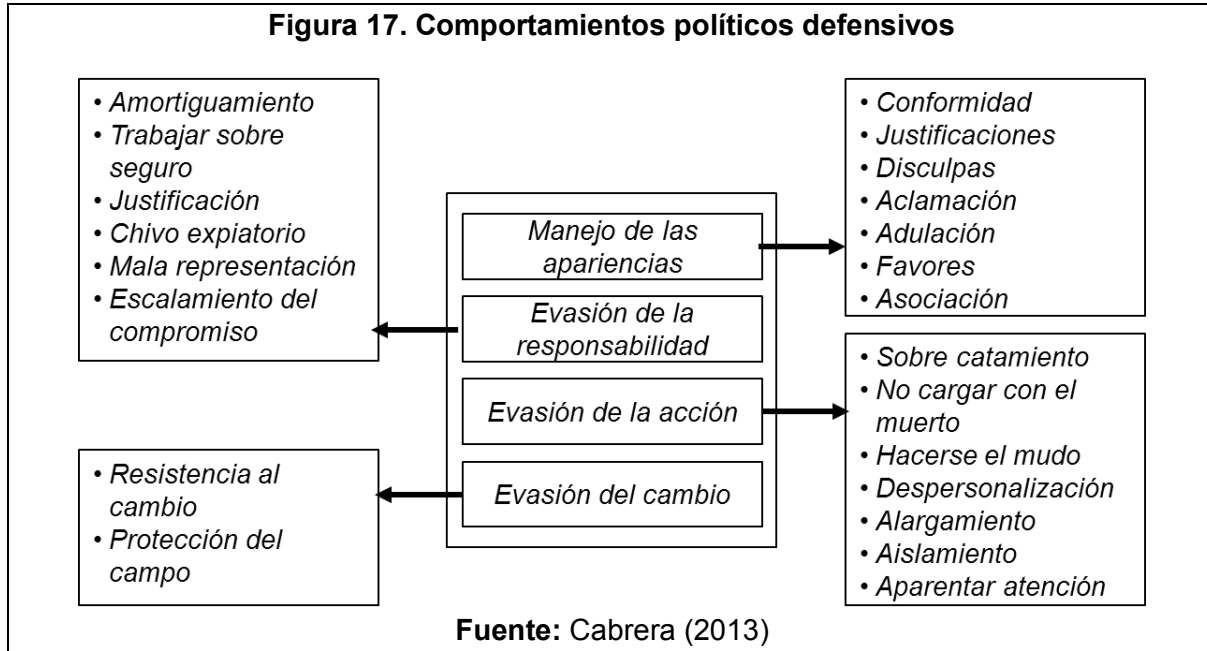 Figura 17. Comportamientos políticos defensivos
• Amortiguamiento
• Trabajar sobre
seguro
• Justificación
• Chivo expiatorio
• Mala representación
• Escalamiento del
compromiso
• Resistencia al
cambio
• Protección del
campo
Manejo de las
apariencias
Evasión de la
responsabilidad
Evasión de la acción
Evasión del cambio
• Conformidad
• Justificaciones
• Disculpas
• Aclamación
• Adulación
• Favores
• Asociación
• Sobre catamiento
• No cargar con el
muerto
• Hacerse el mudo
• Despersonalización
• Alargamiento
• Aislamiento
• Aparentar atención
Fuente: Cabrera (2013)